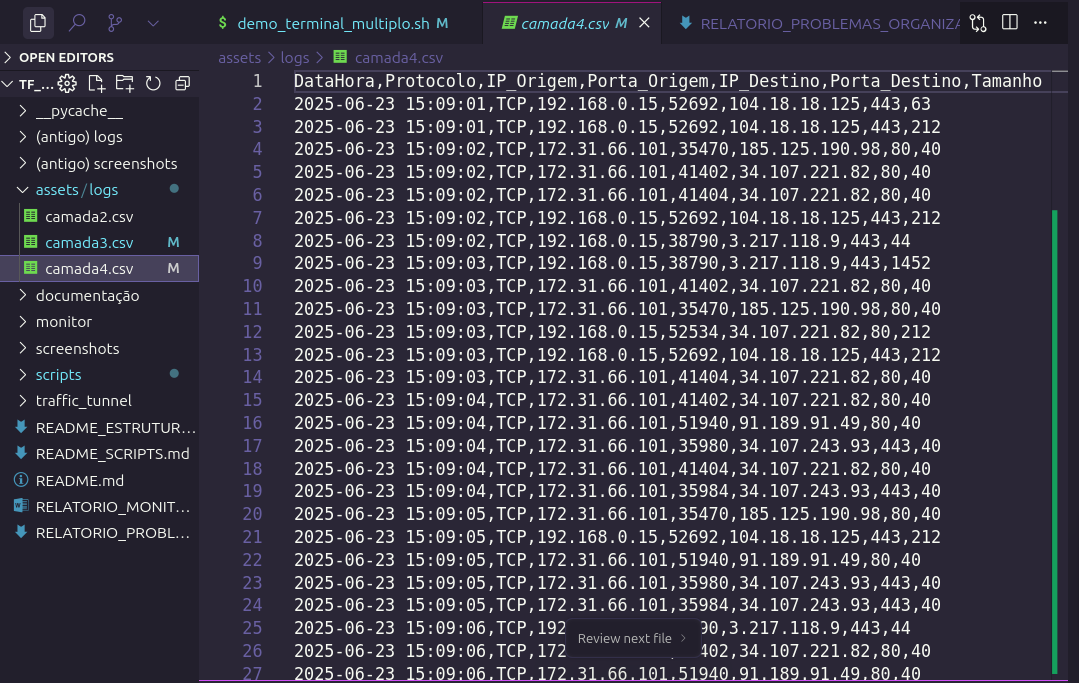 $ demo_terminal_multiplo.sh M
camada4.csv M
RELATORIO_PROBLEMAS_ORGANIZA
OPEN EDITORS
TF_...
__pycache__
(antigo) logs
(antigo) screenshots
assets/logs
camada2.csv
camada3.csv M
camada4.csv M
documentação
monitor
screenshots
scripts
traffic_tunnel
README_ESTRUTUR...
README_SCRIPTS.md
README.md
RELATORIO_MONIT...
RELATORIO_PROBL...
assets > logs > camada4.csv
1 DataHora,Protocolo,IP_Origem,Porta_Origem,IP_Destino,Porta_Destino,Tamanho
2 2025-06-23 15:09:01,TCP,192.168.0.15,52692,104.18.18.125,443,63
3 2025-06-23 15:09:01,TCP,192.168.0.15,52692,104.18.18.125,443,212
4 2025-06-23 15:09:02,TCP,172.31.66.101,35470,185.125.190.98,80,40
5 2025-06-23 15:09:02,TCP,172.31.66.101,41402,34.107.221.82,80,40
6 2025-06-23 15:09:02,TCP,172.31.66.101,41404,34.107.221.82,80,40
7 2025-06-23 15:09:02,TCP,192.168.0.15,52692,104.18.18.125,443,212
8 2025-06-23 15:09:02,TCP,192.168.0.15,38790,3.217.118.9,443,44
9 2025-06-23 15:09:03,TCP,192.168.0.15,38790,3.217.118.9,443,1452
10 2025-06-23 15:09:03,TCP,172.31.66.101,41402,34.107.221.82,80,40
11 2025-06-23 15:09:03,TCP,172.31.66.101,35470,185.125.190.98,80,40
12 2025-06-23 15:09:03,TCP,192.168.0.15,52534,34.107.221.82,80,212
13 2025-06-23 15:09:03,TCP,192.168.0.15,52692,104.18.18.125,443,212
14 2025-06-23 15:09:03,TCP,172.31.66.101,41404,34.107.221.82,80,40
15 2025-06-23 15:09:04,TCP,172.31.66.101,41402,34.107.221.82,80,40
16 2025-06-23 15:09:04,TCP,172.31.66.101,51940,91.189.91.49,80,40
17 2025-06-23 15:09:04,TCP,172.31.66.101,35980,34.107.243.93,443,40
18 2025-06-23 15:09:04,TCP,172.31.66.101,41404,34.107.221.82,80,40
19 2025-06-23 15:09:04,TCP,172.31.66.101,35984,34.107.243.93,443,40
20 2025-06-23 15:09:05,TCP,172.31.66.101,35470,185.125.190.98,80,40
21 2025-06-23 15:09:05,TCP,192.168.0.15,52692,104.18.18.125,443,212
22 2025-06-23 15:09:05,TCP,172.31.66.101,51940,91.189.91.49,80,40
23 2025-06-23 15:09:05,TCP,172.31.66.101,35980,34.107.243.93,443,40
24 2025-06-23 15:09:05,TCP,172.31.66.101,35984,34.107.243.93,443,40
25 2025-06-23 15:09:06,TCP,192 90,3.217.118.9,443,44
Review next file >
26 2025-06-23 15:09:06,TCP,172 402,34.107.221.82,80,40
27 2025-06-23 15:09:06,TCP,172.31.66.101,51940,91.189.91.49,80,40